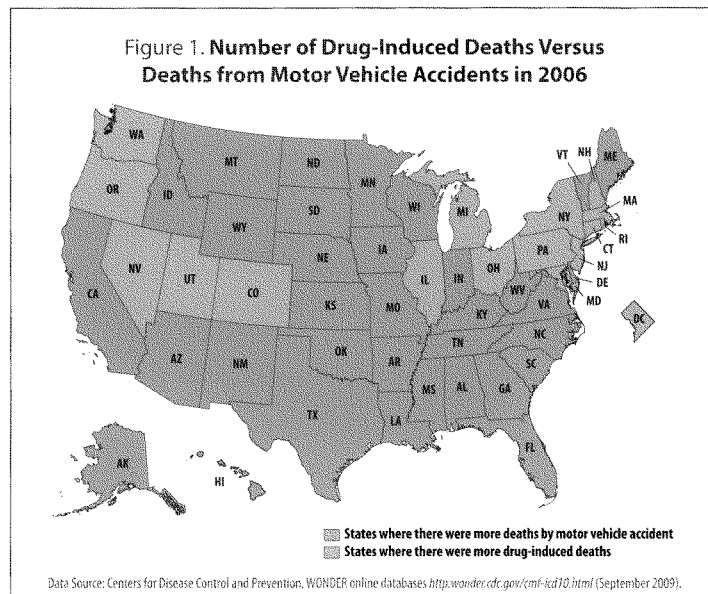 Figure 1. Number of Drug-Induced Deaths Versus
Deaths from Motor Vehicle Accidents in 2006
WA
MT
ND
MN
VT
NH
ME
OR
ID
SD
WI
MI
NY
MA
WY
RI
CT
NE
IA
PA
NJ
NV
UT
CO
IL
IN
OH
DE
MD
CA
KS
MO
WV
VA
KY
DC
NC
TN
AZ
NM
OK
AR
SC
MS
AL
GA
TX
LA
FL
AK
HI
States where there were more deaths by motor vehicle accident
States where there were more drug-induced deaths
Data Source: Centers for Disease Control and Prevention, WONDER online databases http.wonder.cdc.gov/cmf-icd10.html (September 2009).